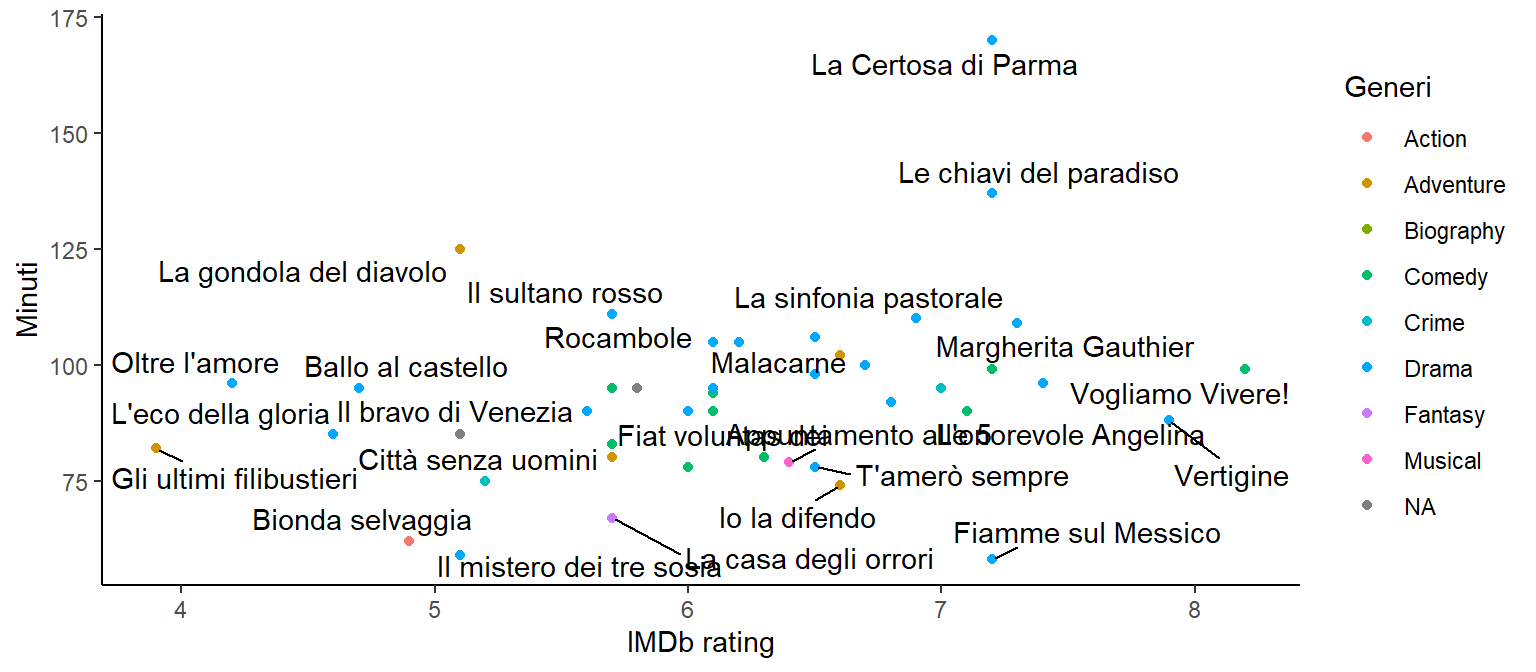 175
La Certosa di Parma
Generi
Action
150
Le chiavi del paradiso
Adventure
Biography
125
La gondola del diavolo
Comedy
Il sultano rosso
La sinfonia pastorale
Minuti
Crime
Rocambole
Margherita Gauthier
100
Oltre l'amore
Ballo al castello
Malacarne
Drama
Vogliamo Vivere!
L'eco della gloria
Il bravo di Venezia
Fantasy
Fiat voluntas dei
Appuntamento alle 5
L'onorevole Angelina
Città senza uomini
Musical
75
Gli ultimi filibustieri
T'amerò sempre
Vertigine
NA
Bionda selvaggia
Io la difendo
Fiamme sul Messico
Il mistero dei tre sosia
La casa degli orrori
4 5 6 7 8
IMDb rating